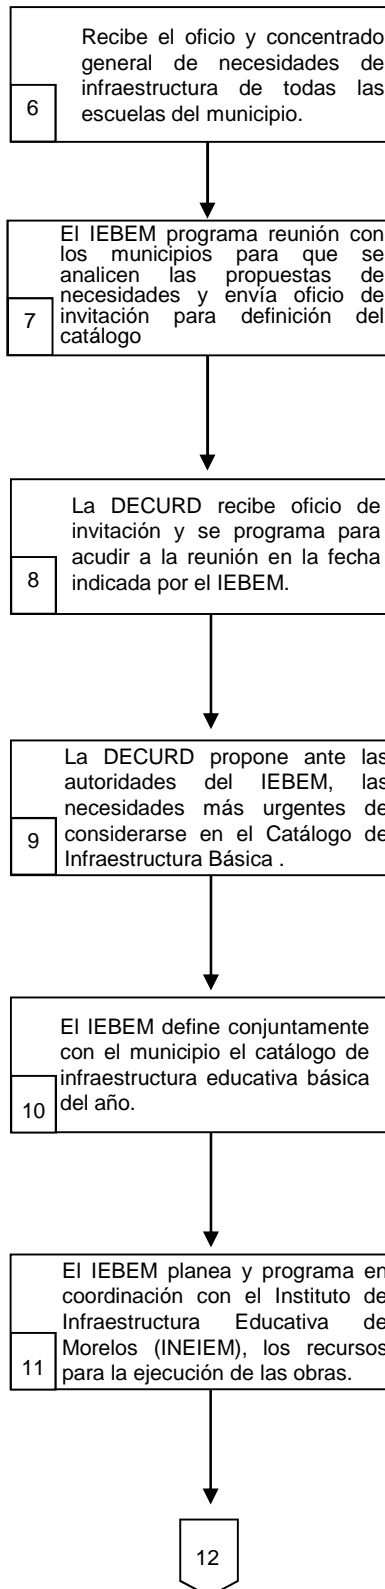 Recibe el oficio y concentrado
general de necesidades de
infraestructura de todas las
escuelas del municipio.
6
El IEBEM programa reunión con
los municipios para que se
analicen las propuestas de
necesidades y envía oficio de
invitación para definición del
catálogo
7
La DECURD recibe oficio de
invitación y se programa para
acudir a la reunión en la fecha
indicada por el IEBEM.
8
La DECURD propone ante las
autoridades del IEBEM, las
necesidades más urgentes de
considerarse en el Catálogo de
Infraestructura Básica .
9
El IEBEM define conjuntamente
con el municipio el catálogo de
infraestructura educativa básica
del año.
10
El IEBEM planea y programa en
coordinación con el Instituto de
Infraestructura Educativa de
Morelos (INEIEM), los recursos
para la ejecución de las obras.
11
12